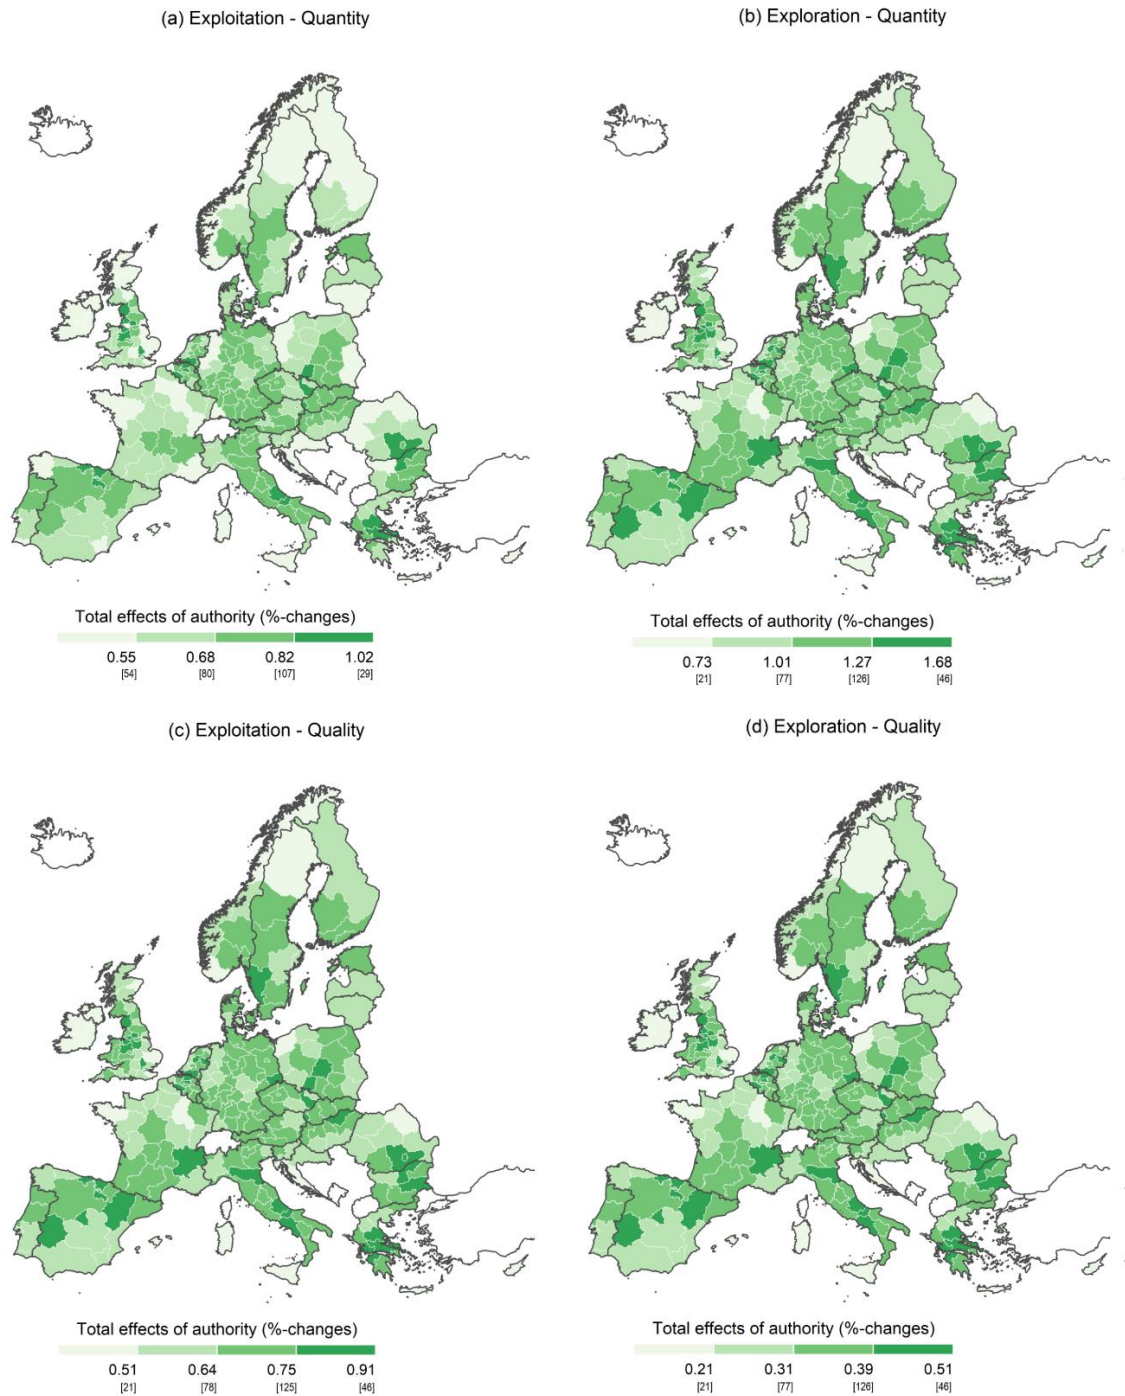 (a) Exploitation - Quantity
(b) Exploration - Quantity
Total effects of authority (%-changes)
0.55 0.68 0.82 1.02
[54] [80] [107] [29]
Total effects of authority (%-changes)
0.73 1.01 1.27 1.68
[21] [77] [126] [46]
(c) Exploitation - Quality
(d) Exploration - Quality
Total effects of authority (%-changes)
0.51 0.64 0.75 0.91
[21] [78] [125] [46]
Total effects of authority (%-changes)
0.21 0.31 0.39 0.51
[21] [77] [126] [46]